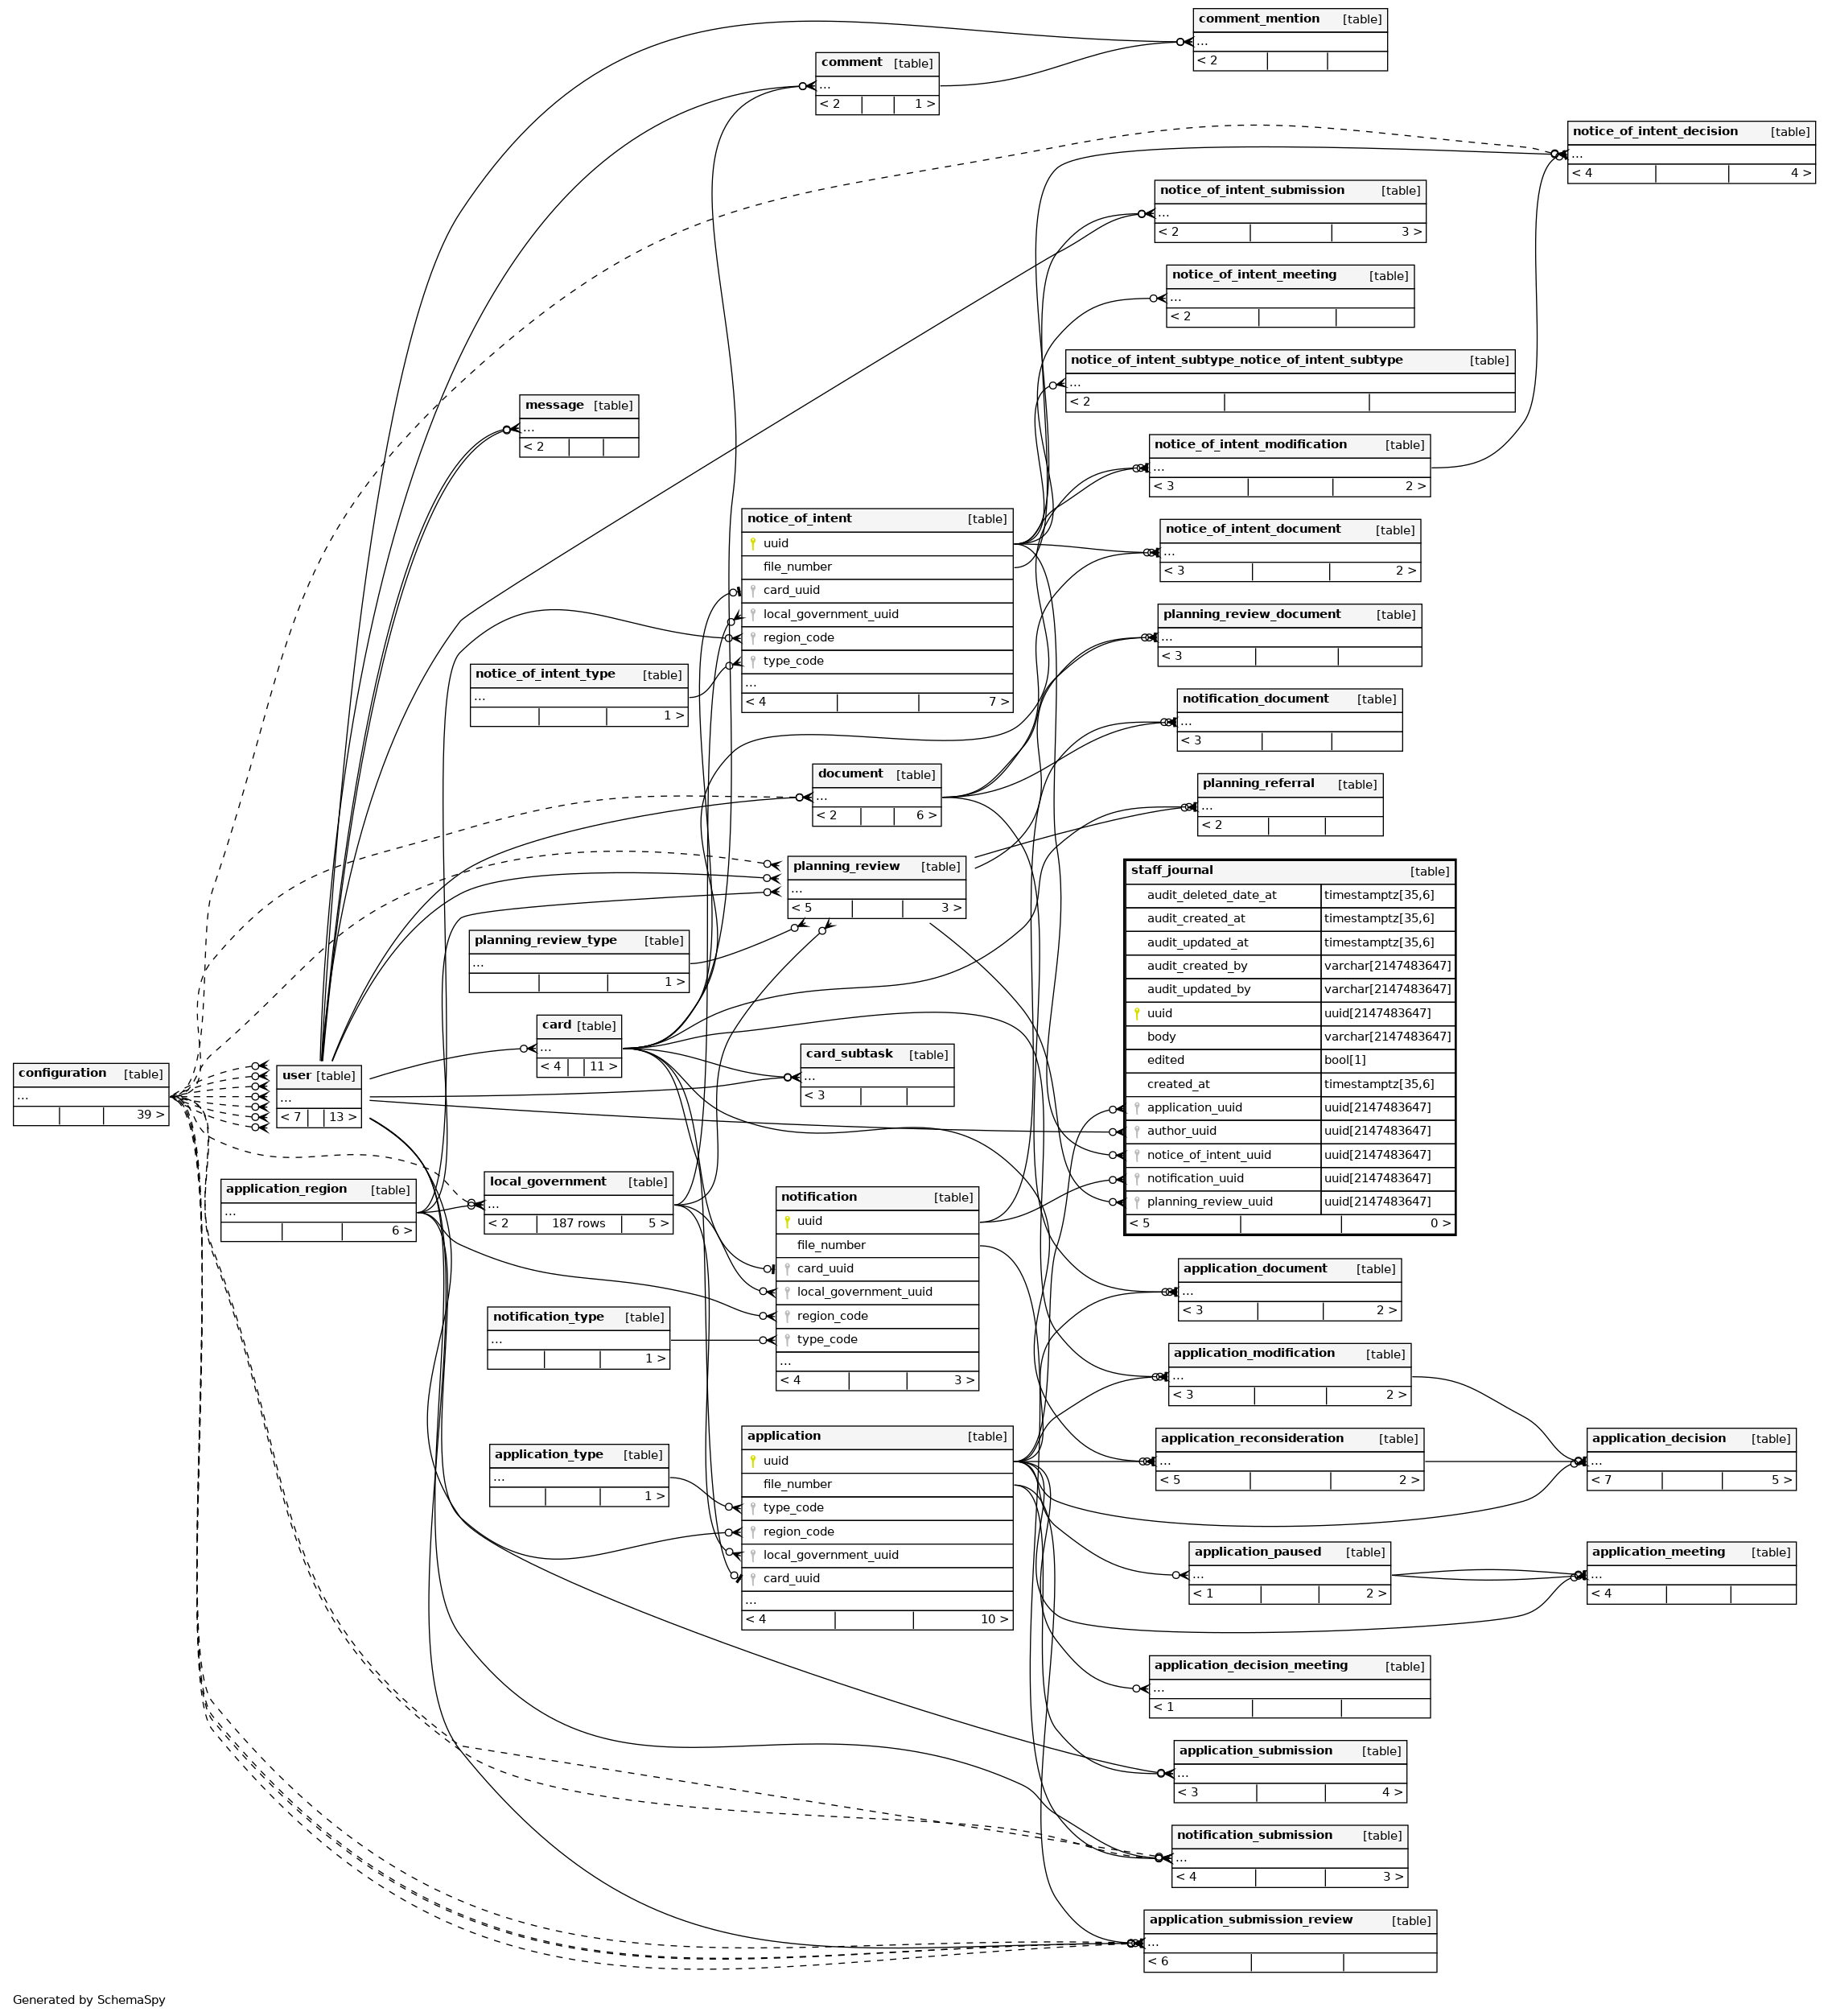 comment_mention [table]
...
< 2
comment [table]
...
< 2 1 >
notice_of_intent_decision [table]
...
< 4 4 >
notice_of_intent_submission [table]
...
< 2 3 >
notice_of_intent_meeting [table]
...
< 2
notice_of_intent_subtype_notice_of_intent_subtype [table]
...
< 2
message [table]
...
< 2
notice_of_intent_modification [table]
...
< 3 2 >
notice_of_intent [table]
uuid
file_number
card_uuid
local_government_uuid
region_code
type_code
...
< 4 7 >
notice_of_intent_document [table]
...
< 3 2 >
planning_review_document [table]
...
< 3
notice_of_intent_type [table]
...
1 >
notification_document [table]
...
< 3
document [table]
...
< 2 6 >
planning_referral [table]
...
< 2
planning_review [table]
...
< 5 3 >
staff_journal [table]
audit_deleted_date_at timestamptz[35,6]
audit_created_at timestamptz[35,6]
audit_updated_at timestamptz[35,6]
audit_created_by varchar[2147483647]
audit_updated_by varchar[2147483647]
uuid uuid[2147483647]
body varchar[2147483647]
edited bool[1]
created_at timestamptz[35,6]
application_uuid uuid[2147483647]
author_uuid uuid[2147483647]
notice_of_intent_uuid uuid[2147483647]
notification_uuid uuid[2147483647]
planning_review_uuid uuid[2147483647]
< 5 0 >
planning_review_type [table]
...
1 >
card [table]
...
< 4 11 >
card_subtask [table]
...
< 3
configuration [table]
...
39 >
user [table]
...
< 7 13 >
application_region [table]
...
6 >
local_government [table]
...
< 2 187 rows 5 >
notification [table]
uuid
file_number
card_uuid
local_government_uuid
region_code
type_code
...
< 4 3 >
application_document [table]
...
< 3 2 >
notification_type [table]
...
1 >
application_modification [table]
...
< 3 2 >
application_type [table]
...
1 >
application [table]
uuid
file_number
type_code
region_code
local_government_uuid
card_uuid
...
< 4 10 >
application_reconsideration [table]
...
< 5 2 >
application_decision [table]
...
< 7 5 >
application_paused [table]
...
< 1 2 >
application_meeting [table]
...
< 4
application_decision_meeting [table]
...
< 1
application_submission [table]
...
< 3 4 >
notification_submission [table]
...
< 4 3 >
application_submission_review [table]
...
< 6
Generated by SchemaSpy